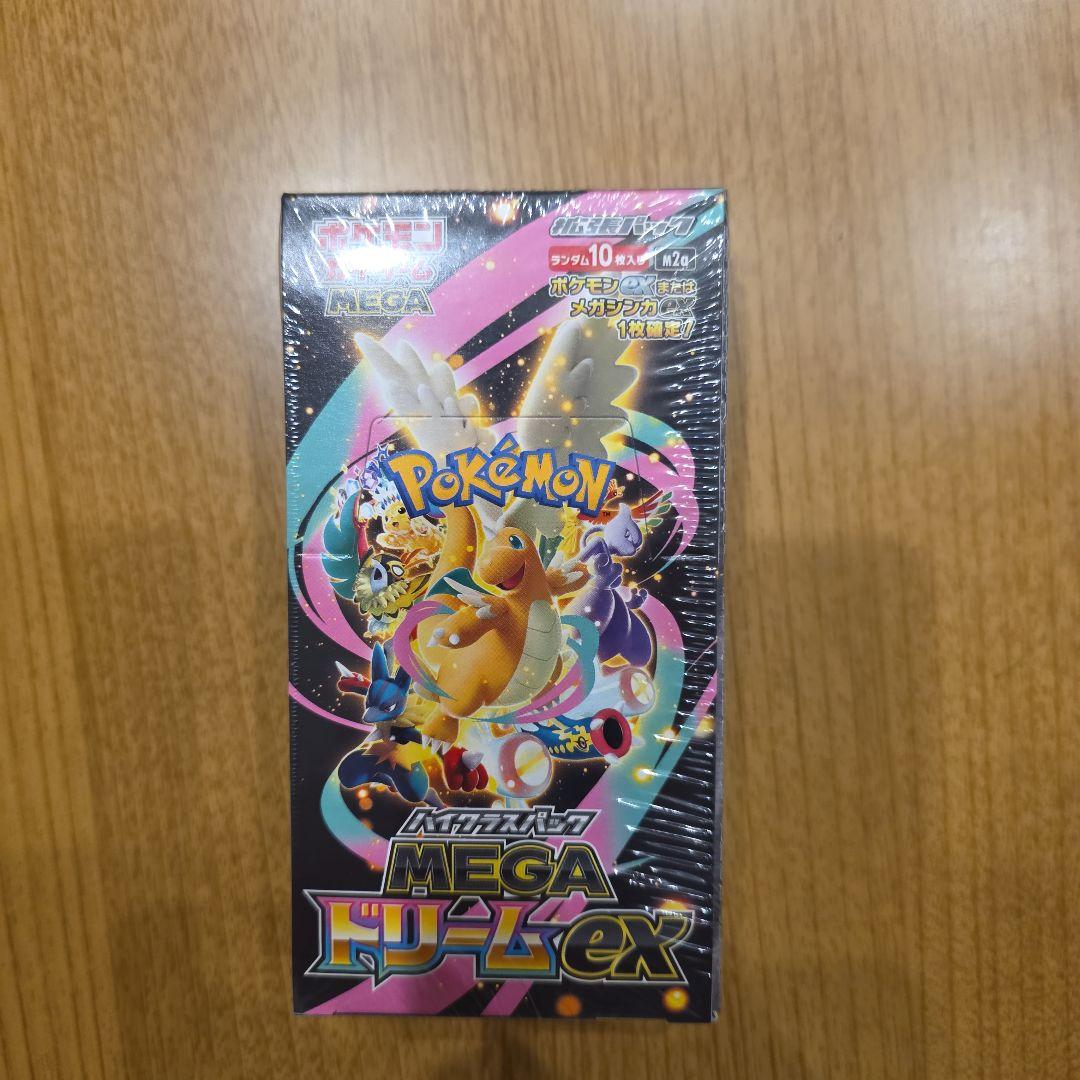 ポケモン
カードゲーム
MEGA
拡張パック
ランダム10枚入り M2a
ポケモンexまたは
メガシンカex
1枚確定!
POKéMON
TM
ハイクラスパック
MEGA
ドリームex